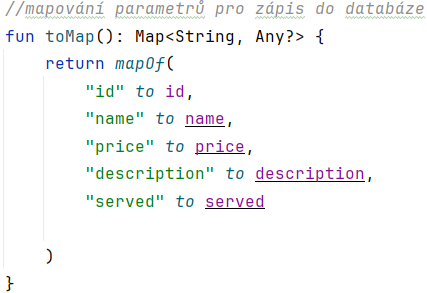 //mapování parametrů pro zápis do databáze
fun toMap(): Map<String, Any?> {
    return mapOf(
        "id" to id,
        "name" to name,
        "price" to price,
        "description" to description,
        "served" to served
    )
}